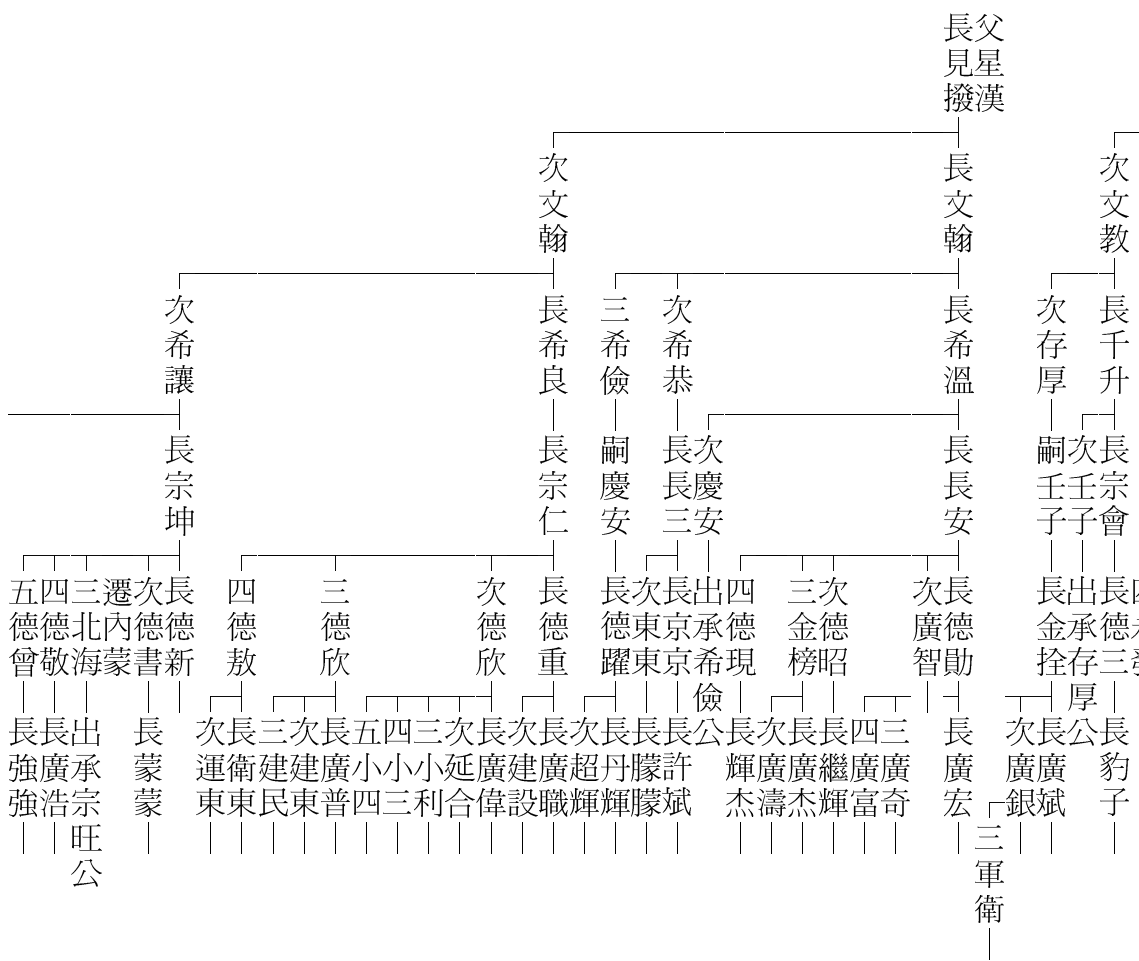 父星漢
長見撥
次文教
長文翰
次文翰
長千升
次存厚
長希溫
次希恭
三希儉
長希良
次希讓
長宗會
次壬子
嗣壬子
長長安
次慶安
長長三
嗣慶安
長宗仁
長宗坤
長德三
出承存厚公
長金拴
長德勛
次廣智
次德昭
三金榜
四德現
出承希儉公
長京京
次東東
長德躍
長德重
次德欣
三德欣
四德敖
長德新
次德書
遷內蒙
三北海
四德敬
五德曾
長豹子
長廣斌
次廣銀
三軍衛
長廣宏
三廣奇
四廣富
長繼輝
長廣杰
次廣濤
長輝杰
長許斌
長朦朦
長丹輝
次超輝
長廣職
次建設
長廣偉
次延合
三小利
四小三
五小四
長廣普
次建東
三建民
長衛東
次運東
長蒙蒙
出承宗旺公
長廣浩
長強強